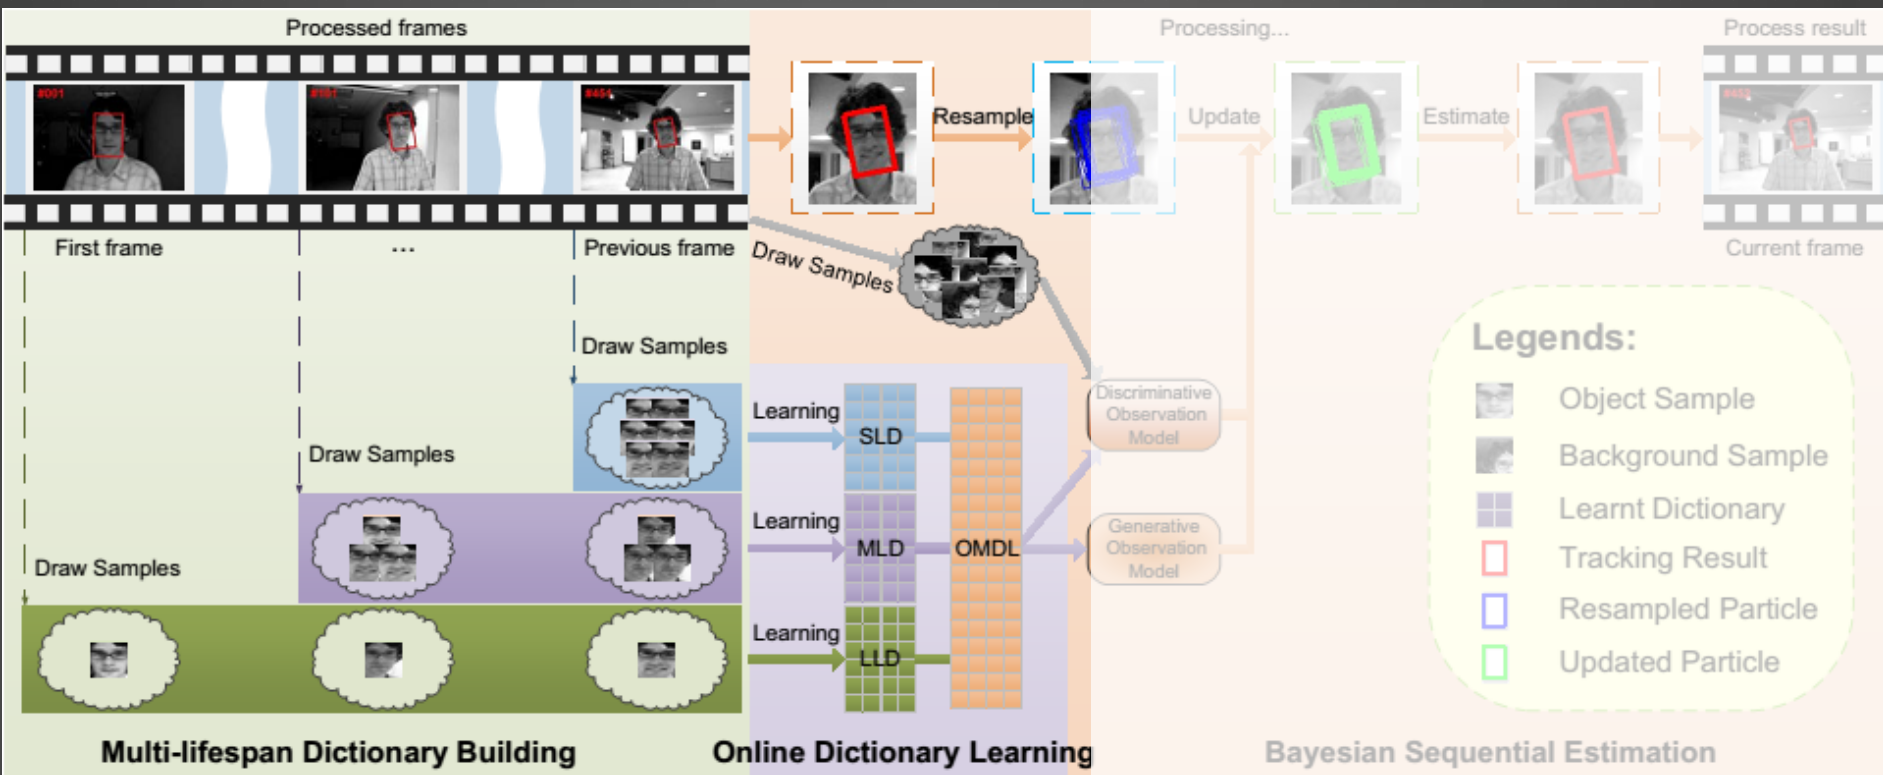 Processed frames
Processing...
Process result
#001
#451
Resample
Update
Estimate
First frame
...
Previous frame
Current frame
Draw Samples
Draw Samples
Draw Samples
Draw Samples
Learning
Learning
Learning
SLD
MLD
LLD
OMDL
Discriminative
Observation
Model
Generative
Observation
Model
Legends:
Object Sample
Background Sample
Learnt Dictionary
Tracking Result
Resampled Particle
Updated Particle
Multi-lifespan Dictionary Building
Online Dictionary Learning
Bayesian Sequential Estimation